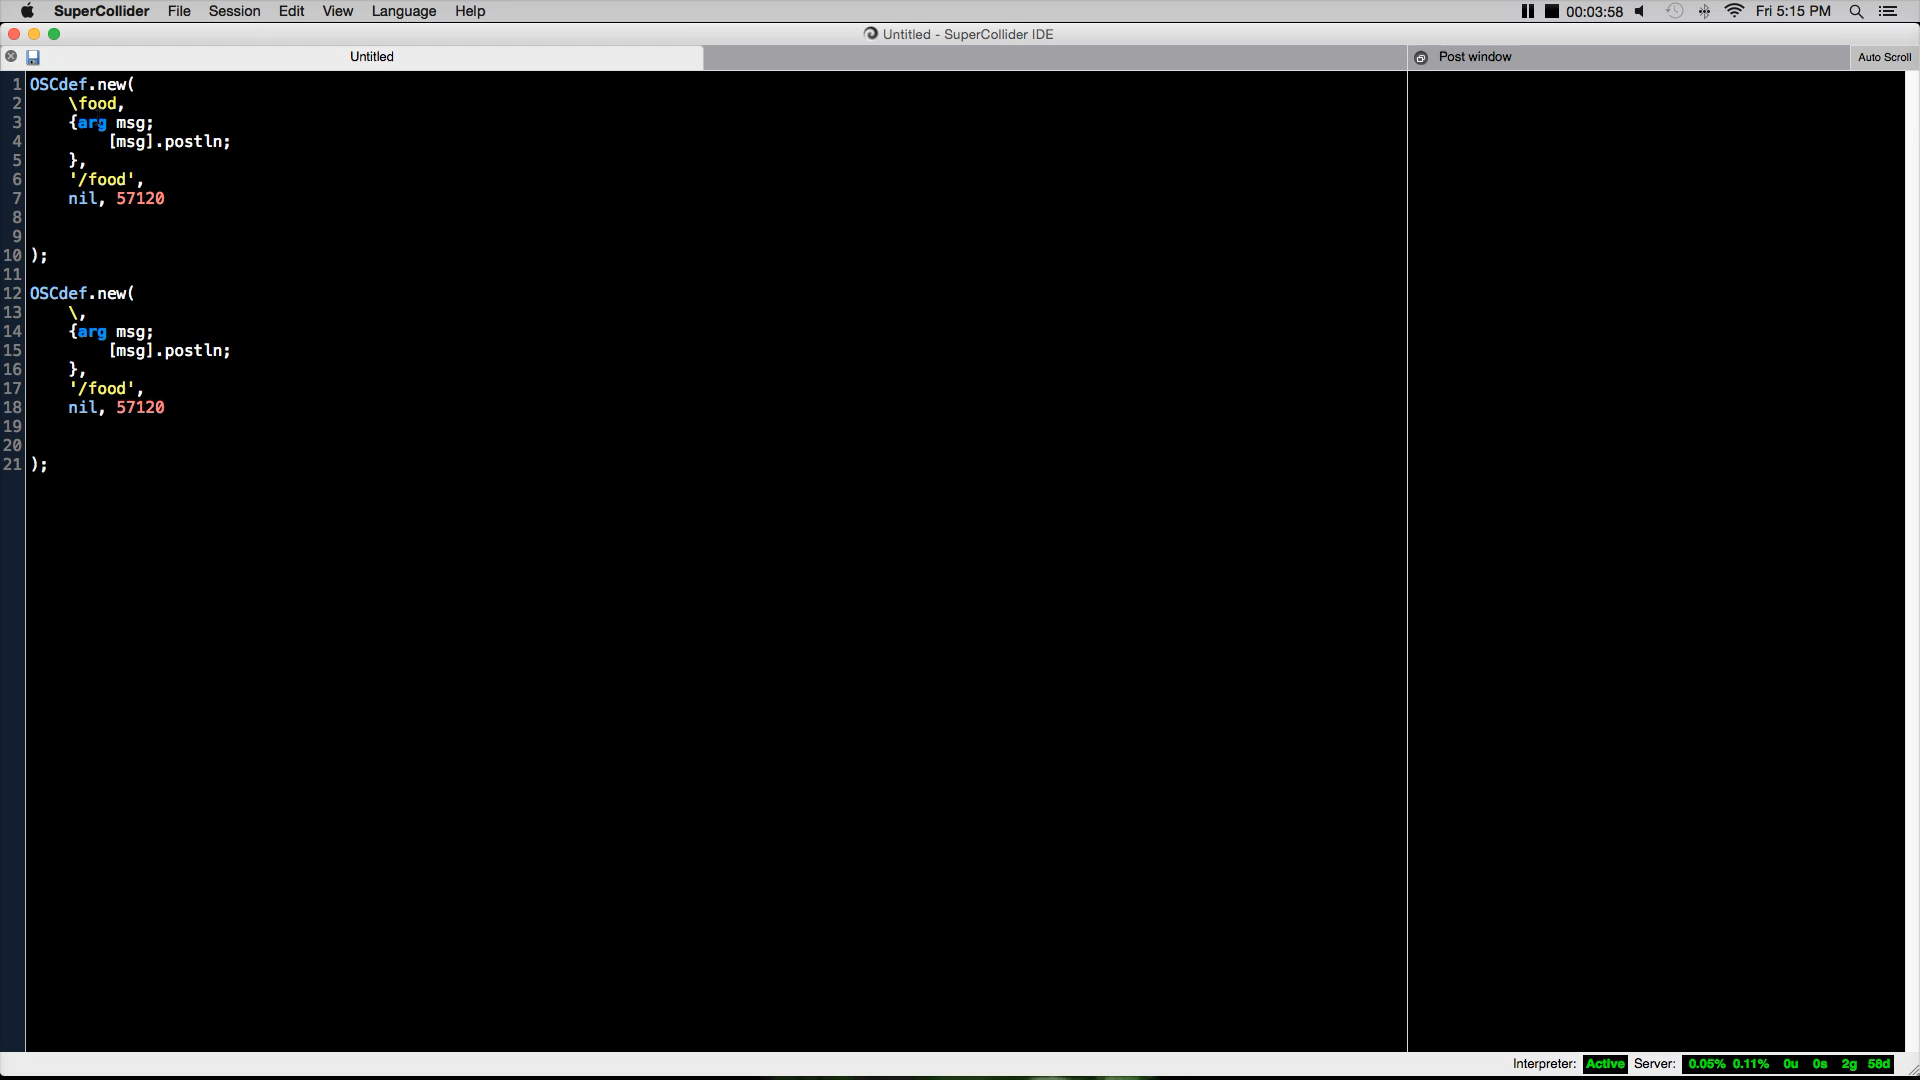 SuperCollider File Session Edit View Language Help 00:03:58 Fri 5:15 PM
Untitled - SuperCollider IDE
Untitled
Post window
Auto Scroll
1 OSCdef.new(
2 \food,
3 {arg msg;
4 [msg].postln;
5 },
6 '/food',
7 nil, 57120
8
9
10 );
11
12 OSCdef.new(
13 \,
14 {arg msg;
15 [msg].postln;
16 },
17 '/food',
18 nil, 57120
19
20
21 );
Interpreter: Active Server: 0.05% 0.11% 0u 0s 2g 58d